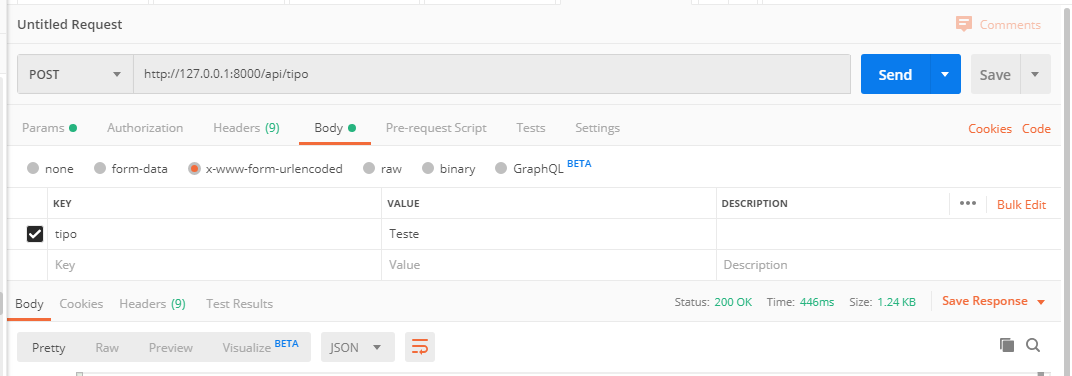 Untitled Request
Comments
POST
http://127.0.0.1:8000/api/tipo
Send
Save
Params
Authorization
Headers (9)
Body
Pre-request Script
Tests
Settings
Cookies
Code
none
form-data
x-www-form-urlencoded
raw
binary
GraphQL BETA
KEY
VALUE
DESCRIPTION
Bulk Edit
tipo
Teste
Key
Value
Description
Body
Cookies
Headers (9)
Test Results
Status: 200 OK
Time: 446ms
Size: 1.24 KB
Save Response
Pretty
Raw
Preview
Visualize BETA
JSON